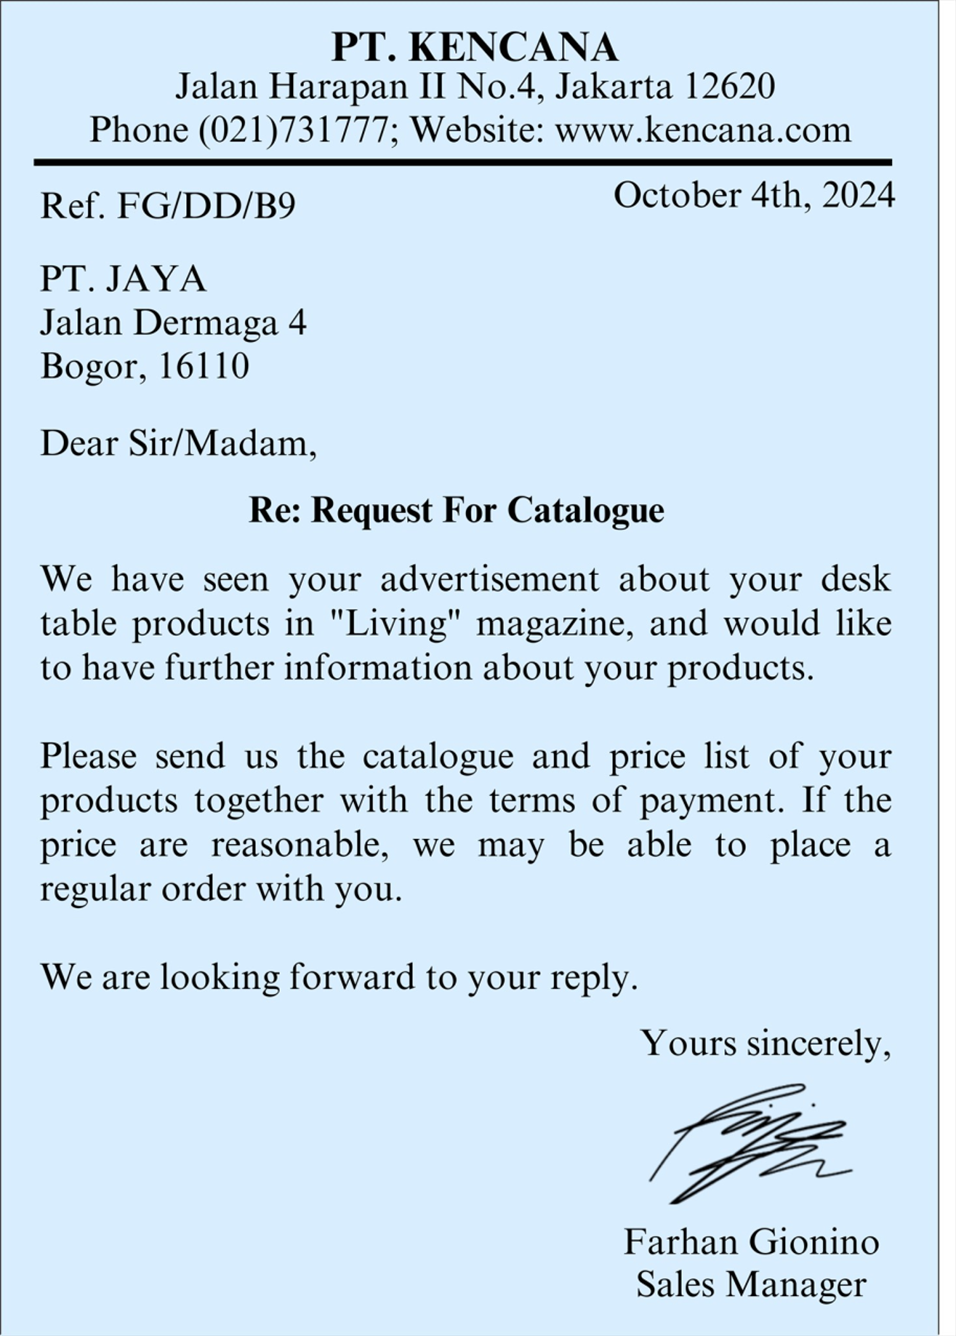 PT. KENCANA
Jalan Harapan II No.4, Jakarta 12620
Phone (021)731777; Website: www.kencana.com
Ref. FG/DD/B9
October 4th, 2024
PT. JAYA
Jalan Dermaga 4
Bogor, 16110
Dear Sir/Madam,
Re: Request For Catalogue
We have seen your advertisement about your desk
table products in "Living" magazine, and would like
to have further information about your products.
Please send us the catalogue and price list of your
products together with the terms of payment. If the
price are reasonable, we may be able to place a
regular order with you.
We are looking forward to your reply.
Yours sincerely,
Farhan Gionino
Sales Manager